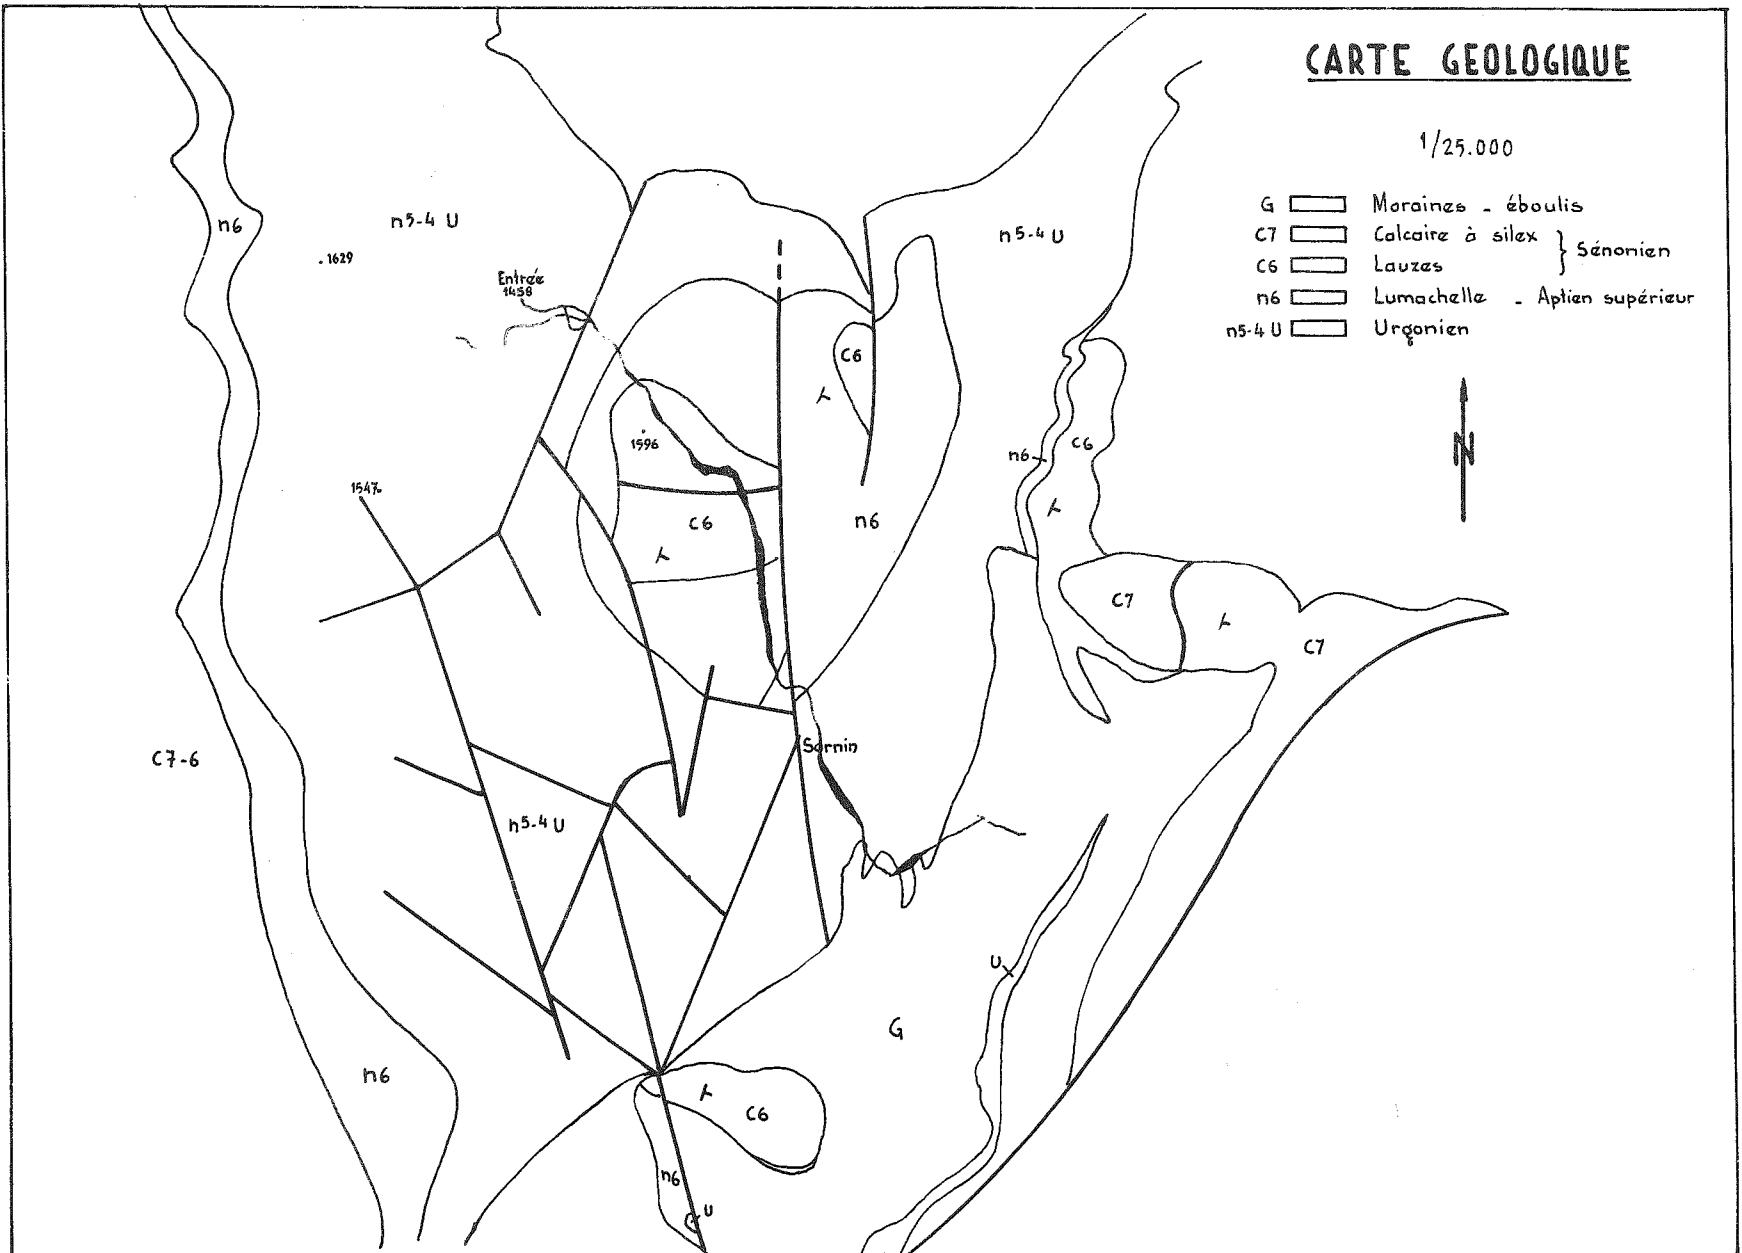 CARTE GEOLOGIQUE
1/25.000
G Moraines - éboulis
C7 Calcaire à silex
C6 Lauzes
Sénonien
n6 Lumachelle - Aptien supérieur
n5-4 U Urgonien
N
n6
n5-4 U
.1629
Entrée
1458
n5-4 U
C6
1596
n6
C6
1547
C6
n6
C7
C7
C7-6
Sornin
n5-4 U
U
G
n6
C6
n6
U